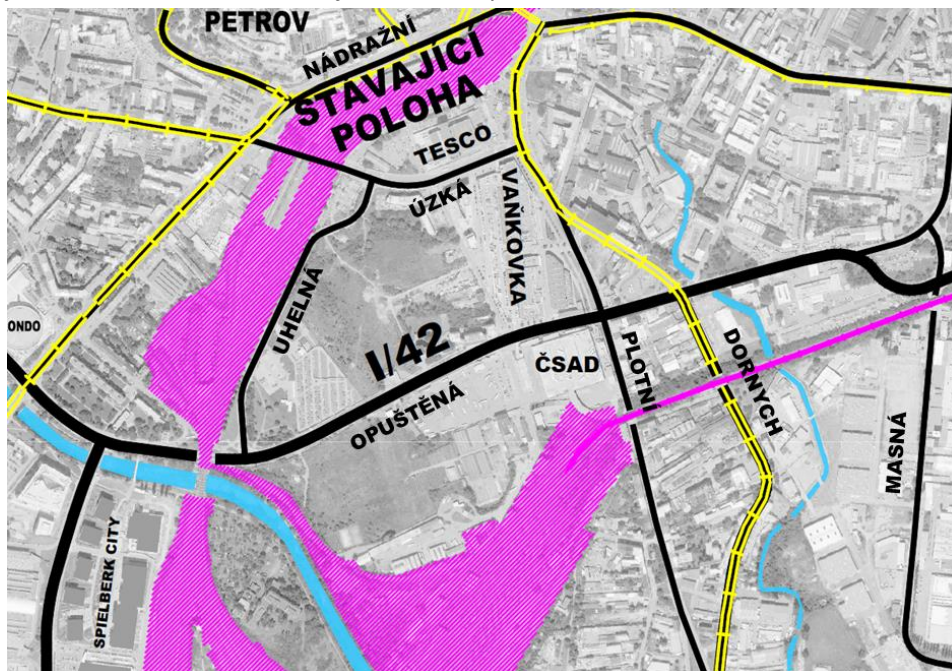 PETROV
NÁDRAŽNÍ
STÁVAJÍCÍ
POLOHA
TESCO
ÚZKÁ
VAŇKOVKA
UHELNÁ
ONDO
I/42
OPUŠTĚNÁ
ČSAD
PLOTNÍ
DORNYCH
MASNÁ
SPIELBERK CITY